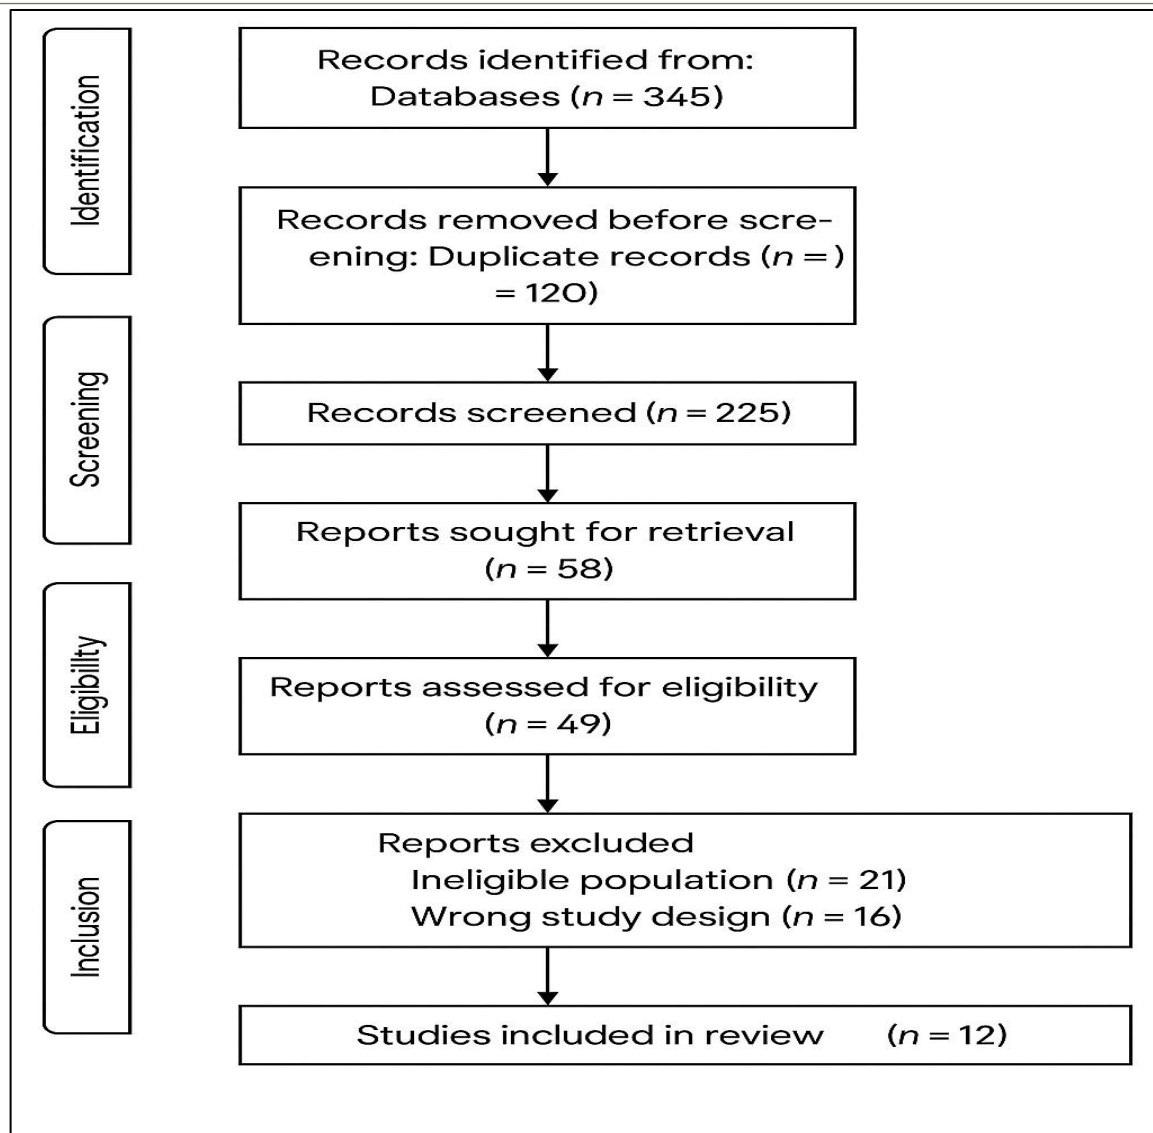 Identification
Records identified from:
Databases (n = 345)
Records removed before scre-
ening: Duplicate records (n =)
= 120)
Screening
Records screened (n = 225)
Reports sought for retrieval
(n = 58)
Eligibility
Reports assessed for eligibility
(n = 49)
Inclusion
Reports excluded
Ineligible population (n = 21)
Wrong study design (n = 16)
Studies included in review (n = 12)